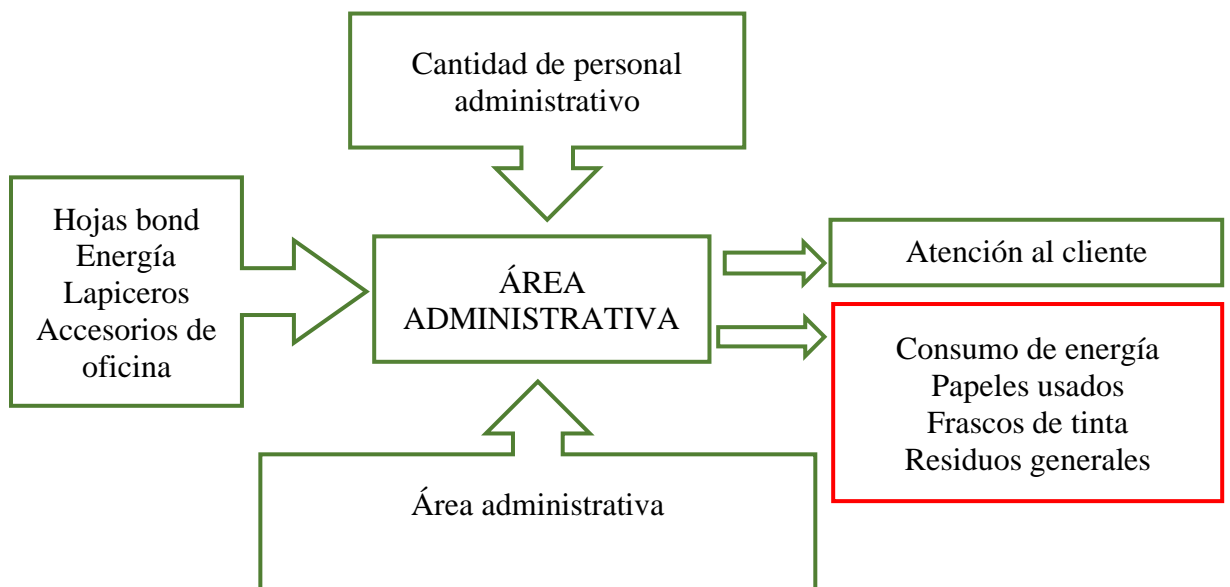 Cantidad de personal
administrativo
Hojas bond
Energía
Lapiceros
Accesorios de
oficina
ÁREA
ADMINISTRATIVA
Atención al cliente
Consumo de energía
Papeles usados
Frascos de tinta
Residuos generales
Área administrativa